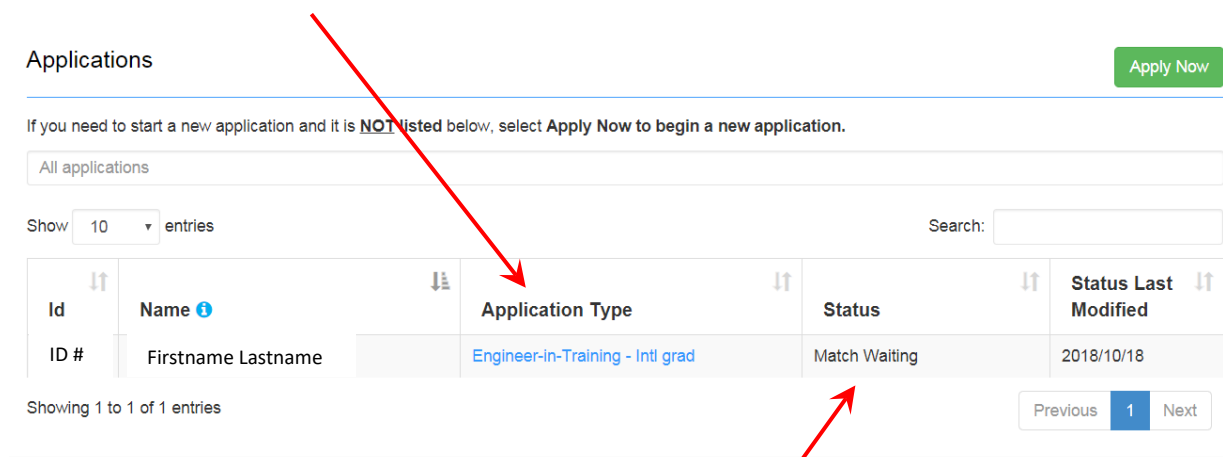 Applications
Apply Now
If you need to start a new application and it is NOT listed below, select Apply Now to begin a new application.
All applications
Show 10 entries
Search:
Id Name Application Type Status Status Last Modified
ID # Firstname Lastname Engineer-in-Training - Intl grad Match Waiting 2018/10/18
Showing 1 to 1 of 1 entries
Previous 1 Next